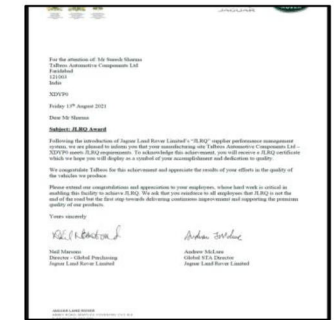 JAGUAR
For the attention of: Mr Suresh Sharma
Talbros Automotive Components Ltd
Faridabad
121003
India
XDVP0
Friday 13th August 2021
Dear Mr Sharma
Subject: JLRQ Award
Following the introduction of Jaguar Land Rover Limited's "JLRQ" supplier performance management
system, we are pleased to inform you that your manufacturing site Talbros Automotive Components Ltd -
XDVP0 meets JLRQ requirements. To acknowledge this achievement, you will receive a JLRQ certificate
which we hope you will display as a symbol of your accomplishment and dedication to quality.
We congratulate Talbros for this achievement and appreciate the results of your efforts in the quality of
the vehicles we produce.
Please extend our congratulations and appreciation to your employees, whose hard work is critical in
enabling this facility to achieve JLRQ. We ask that you reinforce to all employees that JLRQ is not the
end of the road but the first step towards delivering continuous improvement and supporting the premium
quality of our products.
Yours sincerely
Director - Global Purchasing
Jaguar Land Rover Limited
Andrew
Global STA Director
Jaguar Land Rover Limited
JAGUAR LAND ROVER